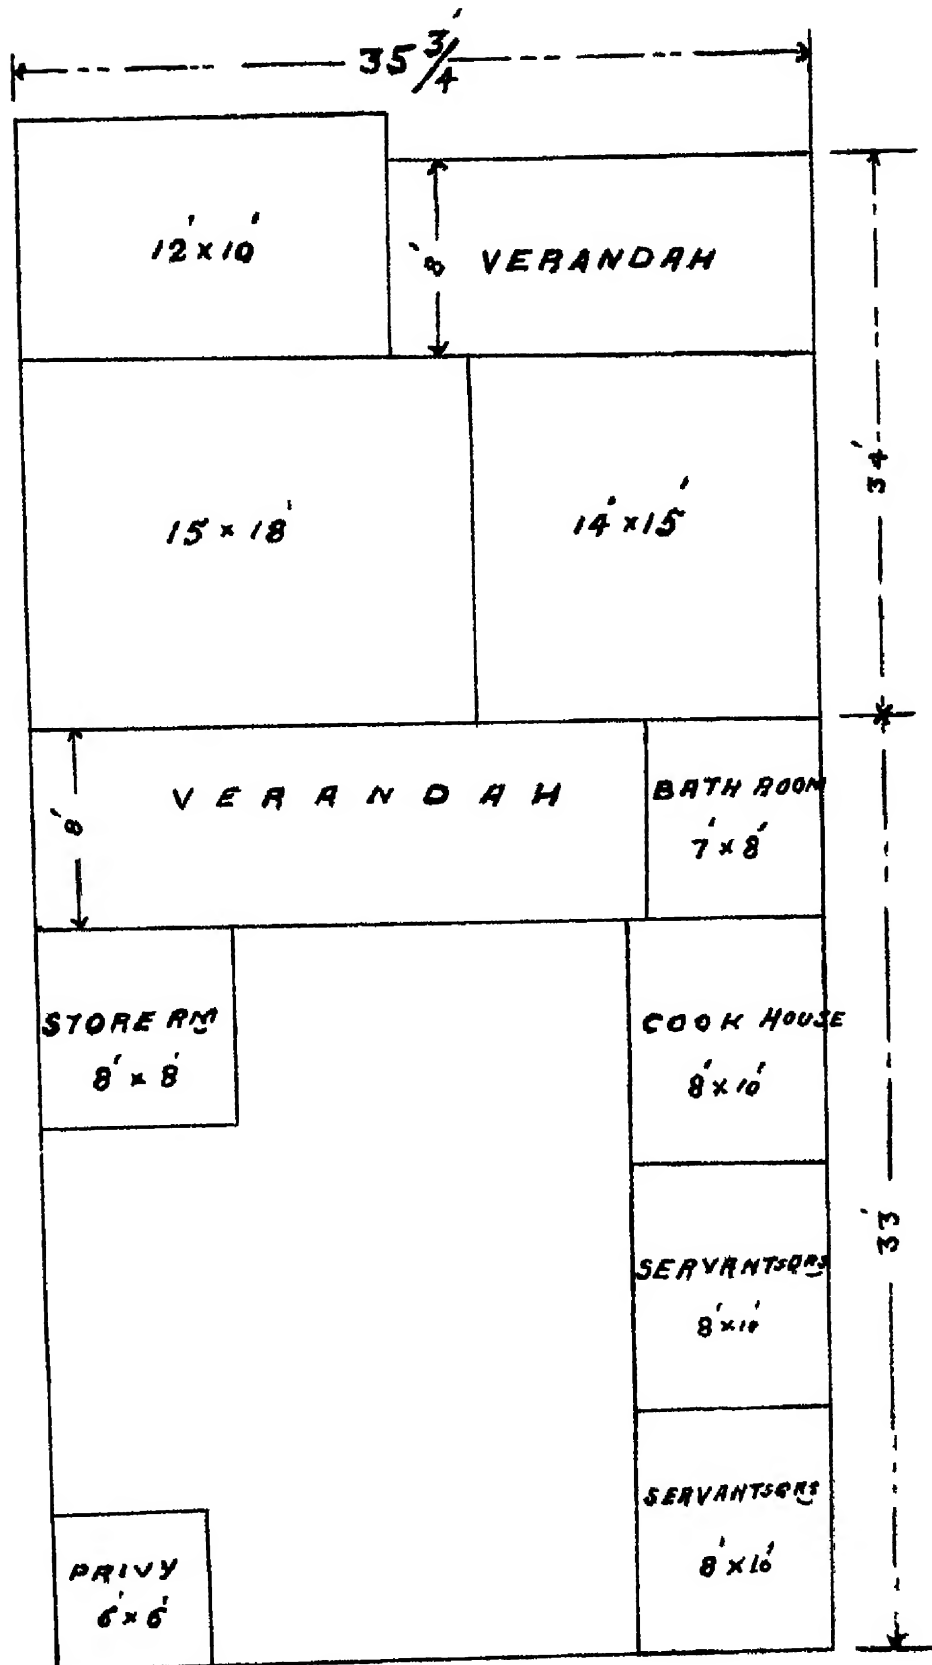 35 3/4'
12' x 10'
8'
VERANDAH
34'
15 x 18'
14' x 15'
8'
VERANDAH
BATH ROOM
7' x 8'
STORE RM
8' x 8'
COOK HOUSE
8' x 10'
33'
SERVANTS QRS
8' x 10'
SERVANTS QRS
8' x 10'
PRIVY
6' x 6'